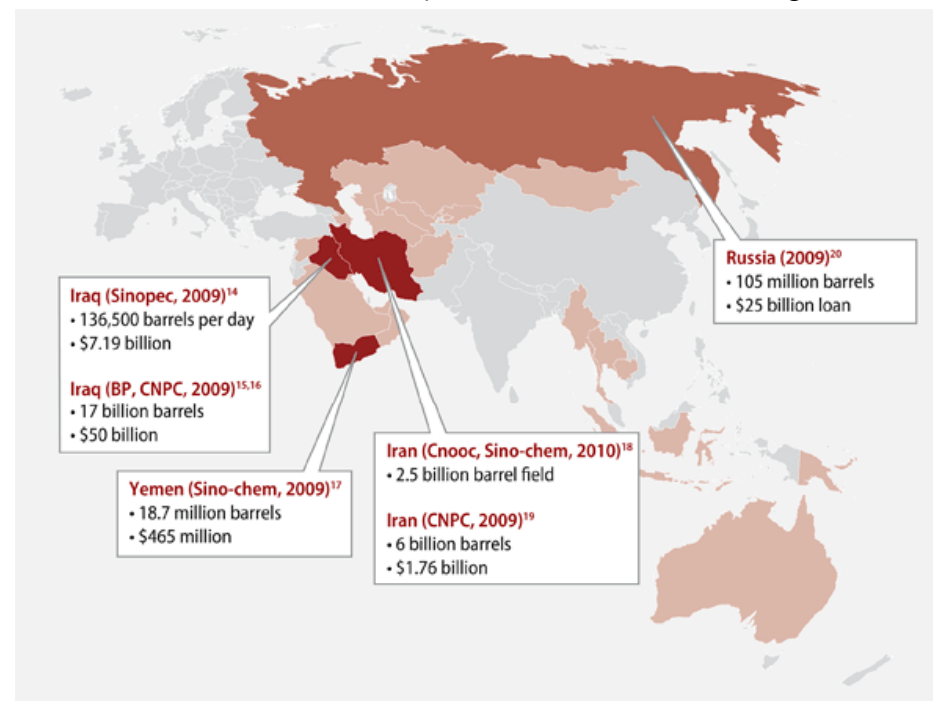 Russia (2009)20
• 105 million barrels
• $25 billion loan
Iraq (Sinopec, 2009)14
• 136,500 barrels per day
• $7.19 billion
Iraq (BP, CNPC, 2009)15,16
• 17 billion barrels
• $50 billion
Yemen (Sino-chem, 2009)17
• 18.7 million barrels
• $465 million
Iran (Cnooc, Sino-chem, 2010)18
• 2.5 billion barrel field
Iran (CNPC, 2009)19
• 6 billion barrels
• $1.76 billion